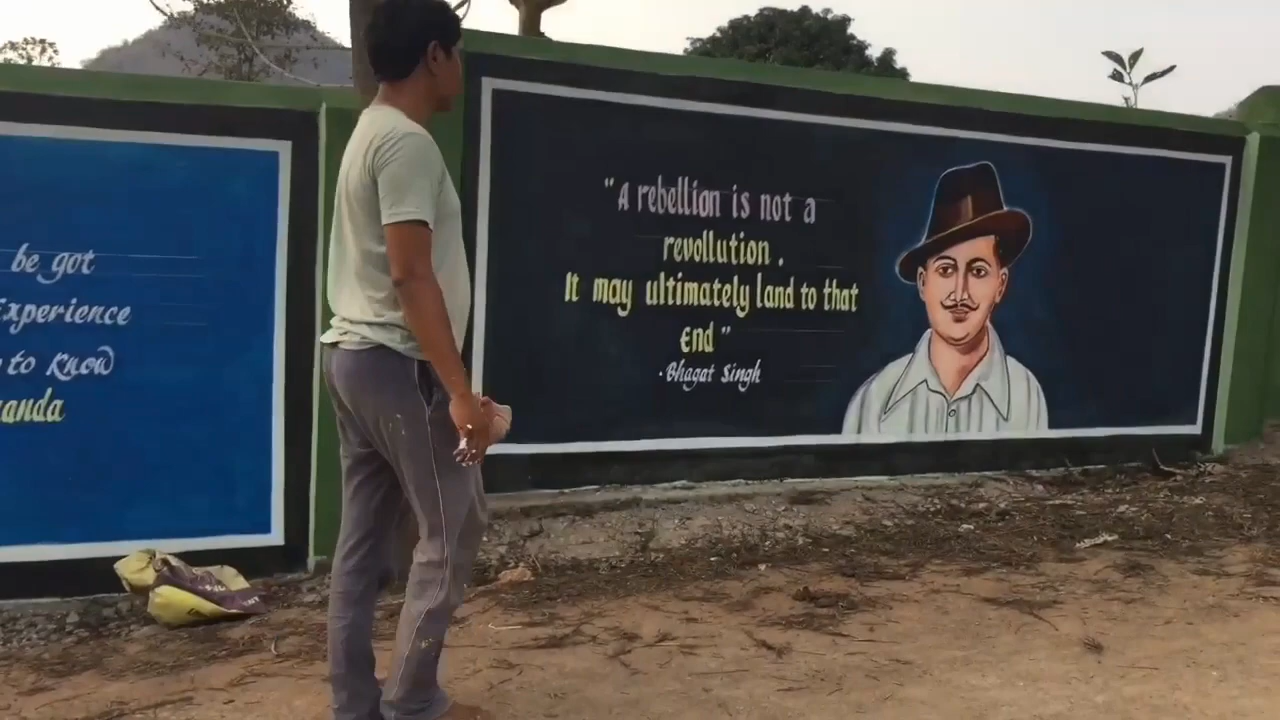 be got
Experience
to Know
anda
"A rebellion is not a
revollution .
It may ultimately land to that
End"
- Bhagat Singh